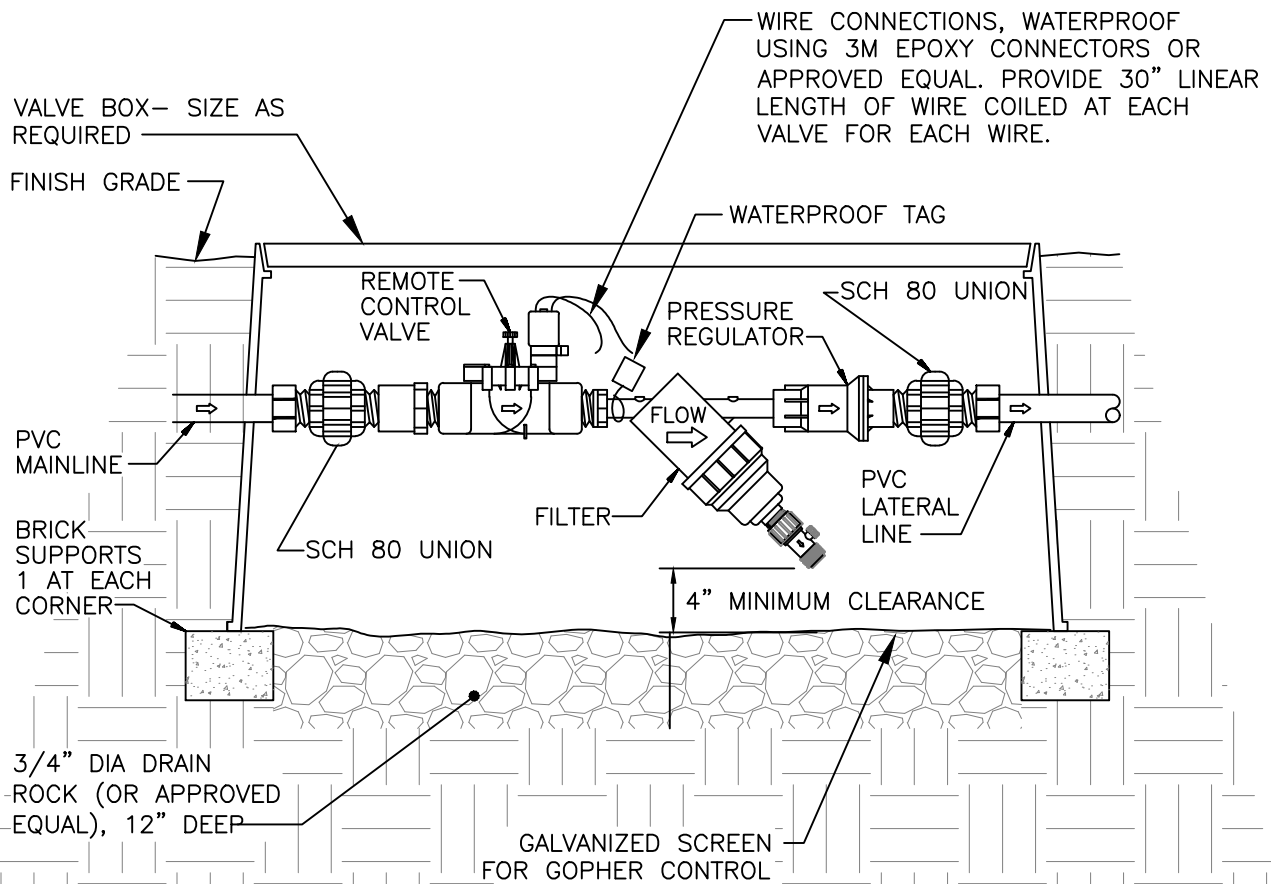 WIRE CONNECTIONS, WATERPROOF
USING 3M EPOXY CONNECTORS OR
APPROVED EQUAL. PROVIDE 30” LINEAR
LENGTH OF WIRE COILED AT EACH
VALVE FOR EACH WIRE.
VALVE BOX– SIZE AS
REQUIRED
FINISH GRADE
WATERPROOF TAG
REMOTE
CONTROL
VALVE
SCH 80 UNION
PRESSURE
REGULATOR
FLOW
PVC
MAINLINE
FILTER
PVC
LATERAL
LINE
SCH 80 UNION
BRICK
SUPPORTS
1 AT EACH
CORNER
4” MINIMUM CLEARANCE
3/4” DIA DRAIN
ROCK (OR APPROVED
EQUAL), 12” DEEP
GALVANIZED SCREEN
FOR GOPHER CONTROL